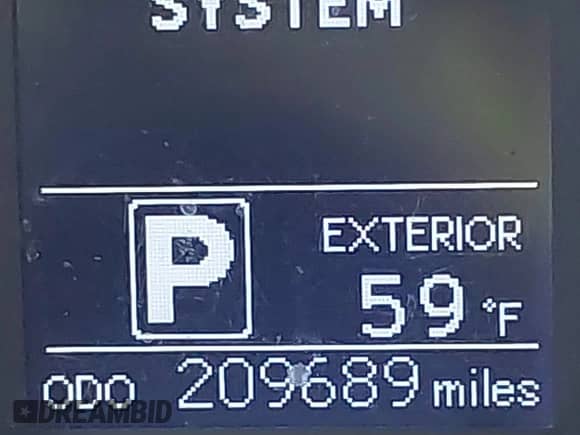 SYSTEM
P
EXTERIOR
59 °F
ODO 209689 miles
DREAMBID